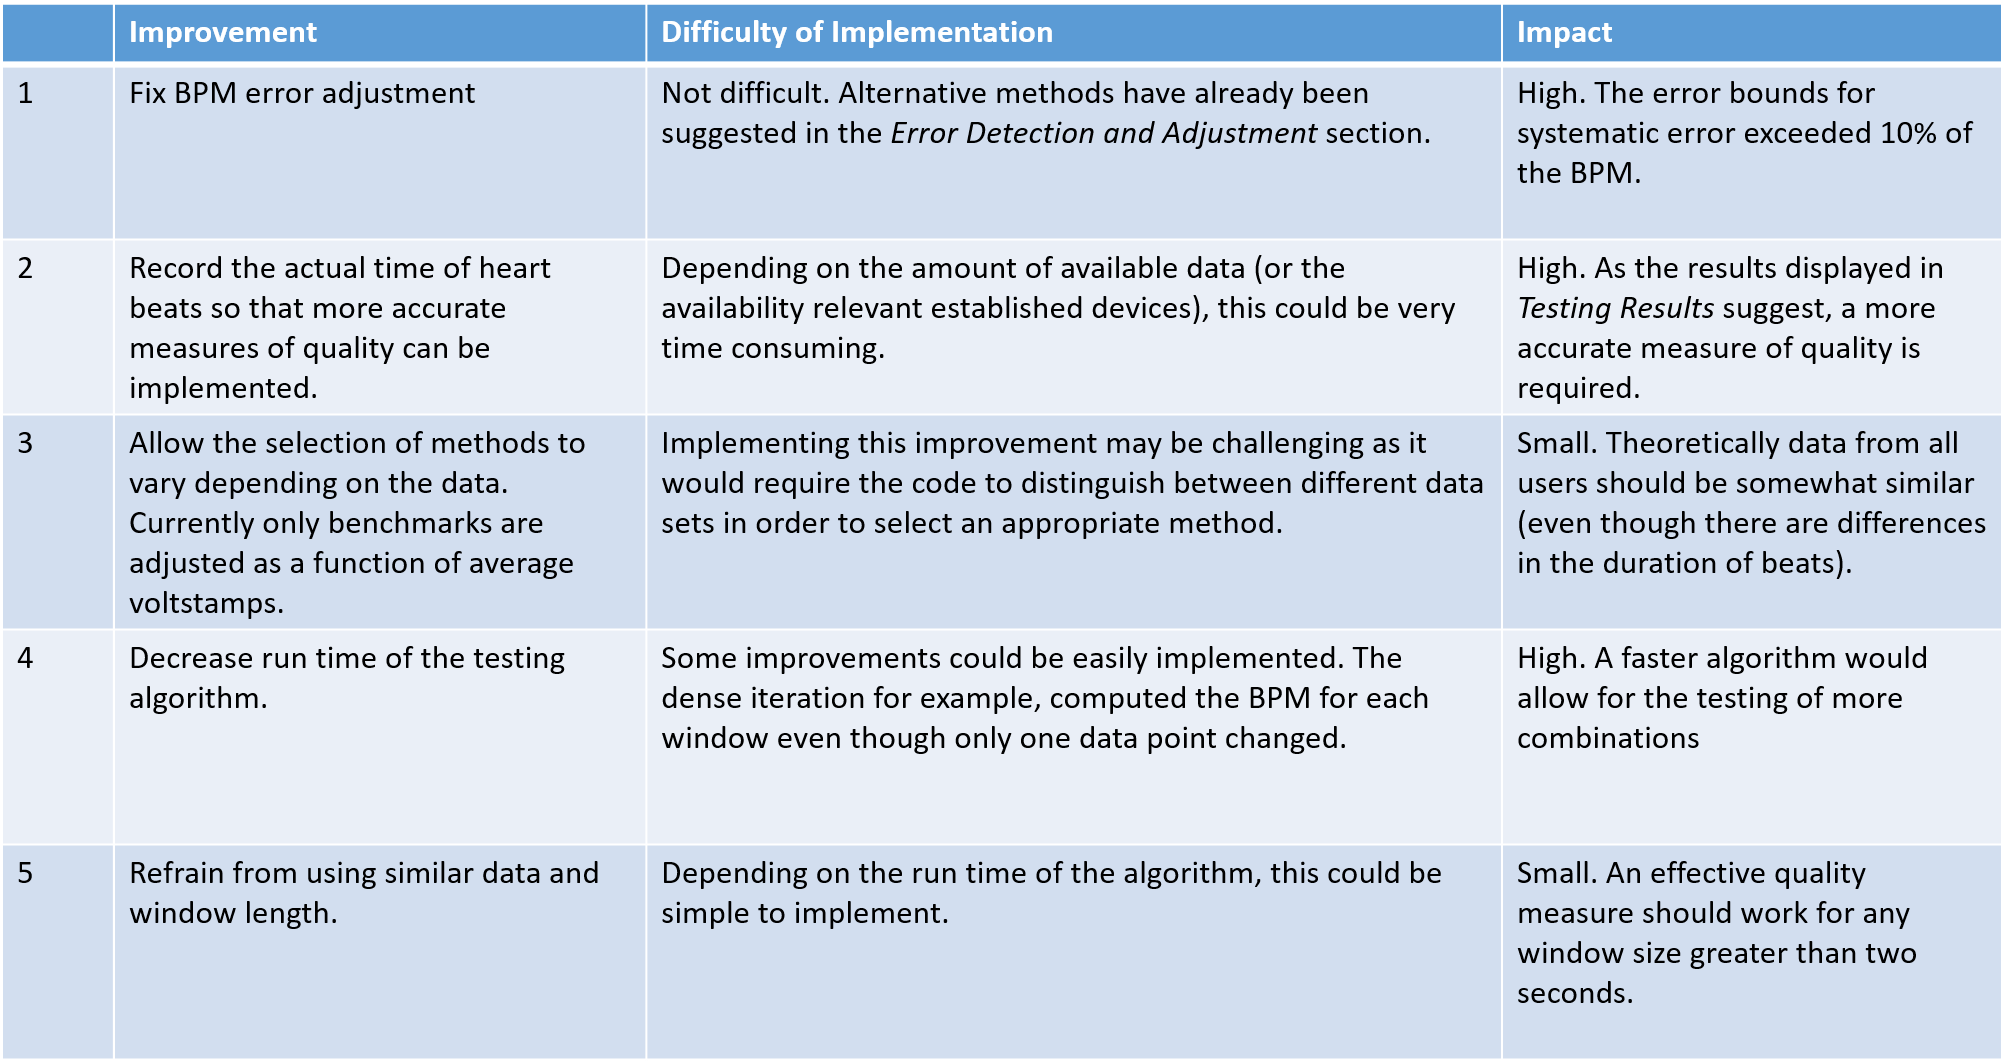 Improvement
Difficulty of Implementation
Impact
1
Fix BPM error adjustment
Not difficult. Alternative methods have already been
suggested in the Error Detection and Adjustment section.
High. The error bounds for
systematic error exceeded 10% of
the BPM.
2
Record the actual time of heart
beats so that more accurate
measures of quality can be
implemented.
Depending on the amount of available data (or the
availability relevant established devices), this could be very
time consuming.
High. As the results displayed in
Testing Results suggest, a more
accurate measure of quality is
required.
3
Allow the selection of methods to
vary depending on the data.
Currently only benchmarks are
adjusted as a function of average
voltstamps.
Implementing this improvement may be challenging as it
would require the code to distinguish between different data
sets in order to select an appropriate method.
Small. Theoretically data from all
users should be somewhat similar
(even though there are differences
in the duration of beats).
4
Decrease run time of the testing
algorithm.
Some improvements could be easily implemented. The
dense iteration for example, computed the BPM for each
window even though only one data point changed.
High. A faster algorithm would
allow for the testing of more
combinations
5
Refrain from using similar data and
window length.
Depending on the run time of the algorithm, this could be
simple to implement.
Small. An effective quality
measure should work for any
window size greater than two
seconds.